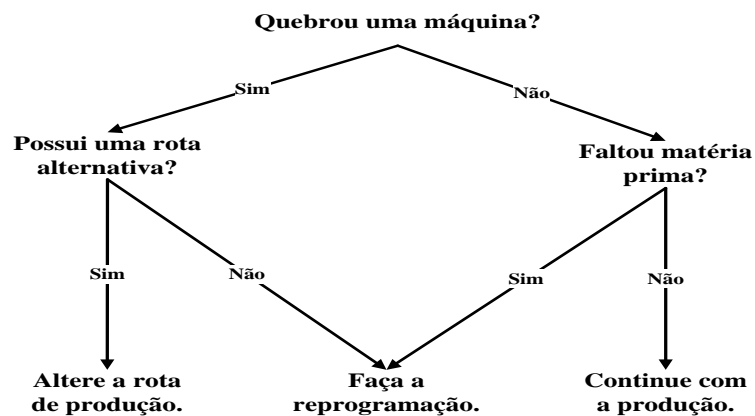 Quebrou uma máquina?
Sim
Não
Possui uma rota
alternativa?
Faltou matéria
prima?
Sim
Não
Sim
Não
Altere a rota
de produção.
Faça a
reprogramação.
Continue com
a produção.